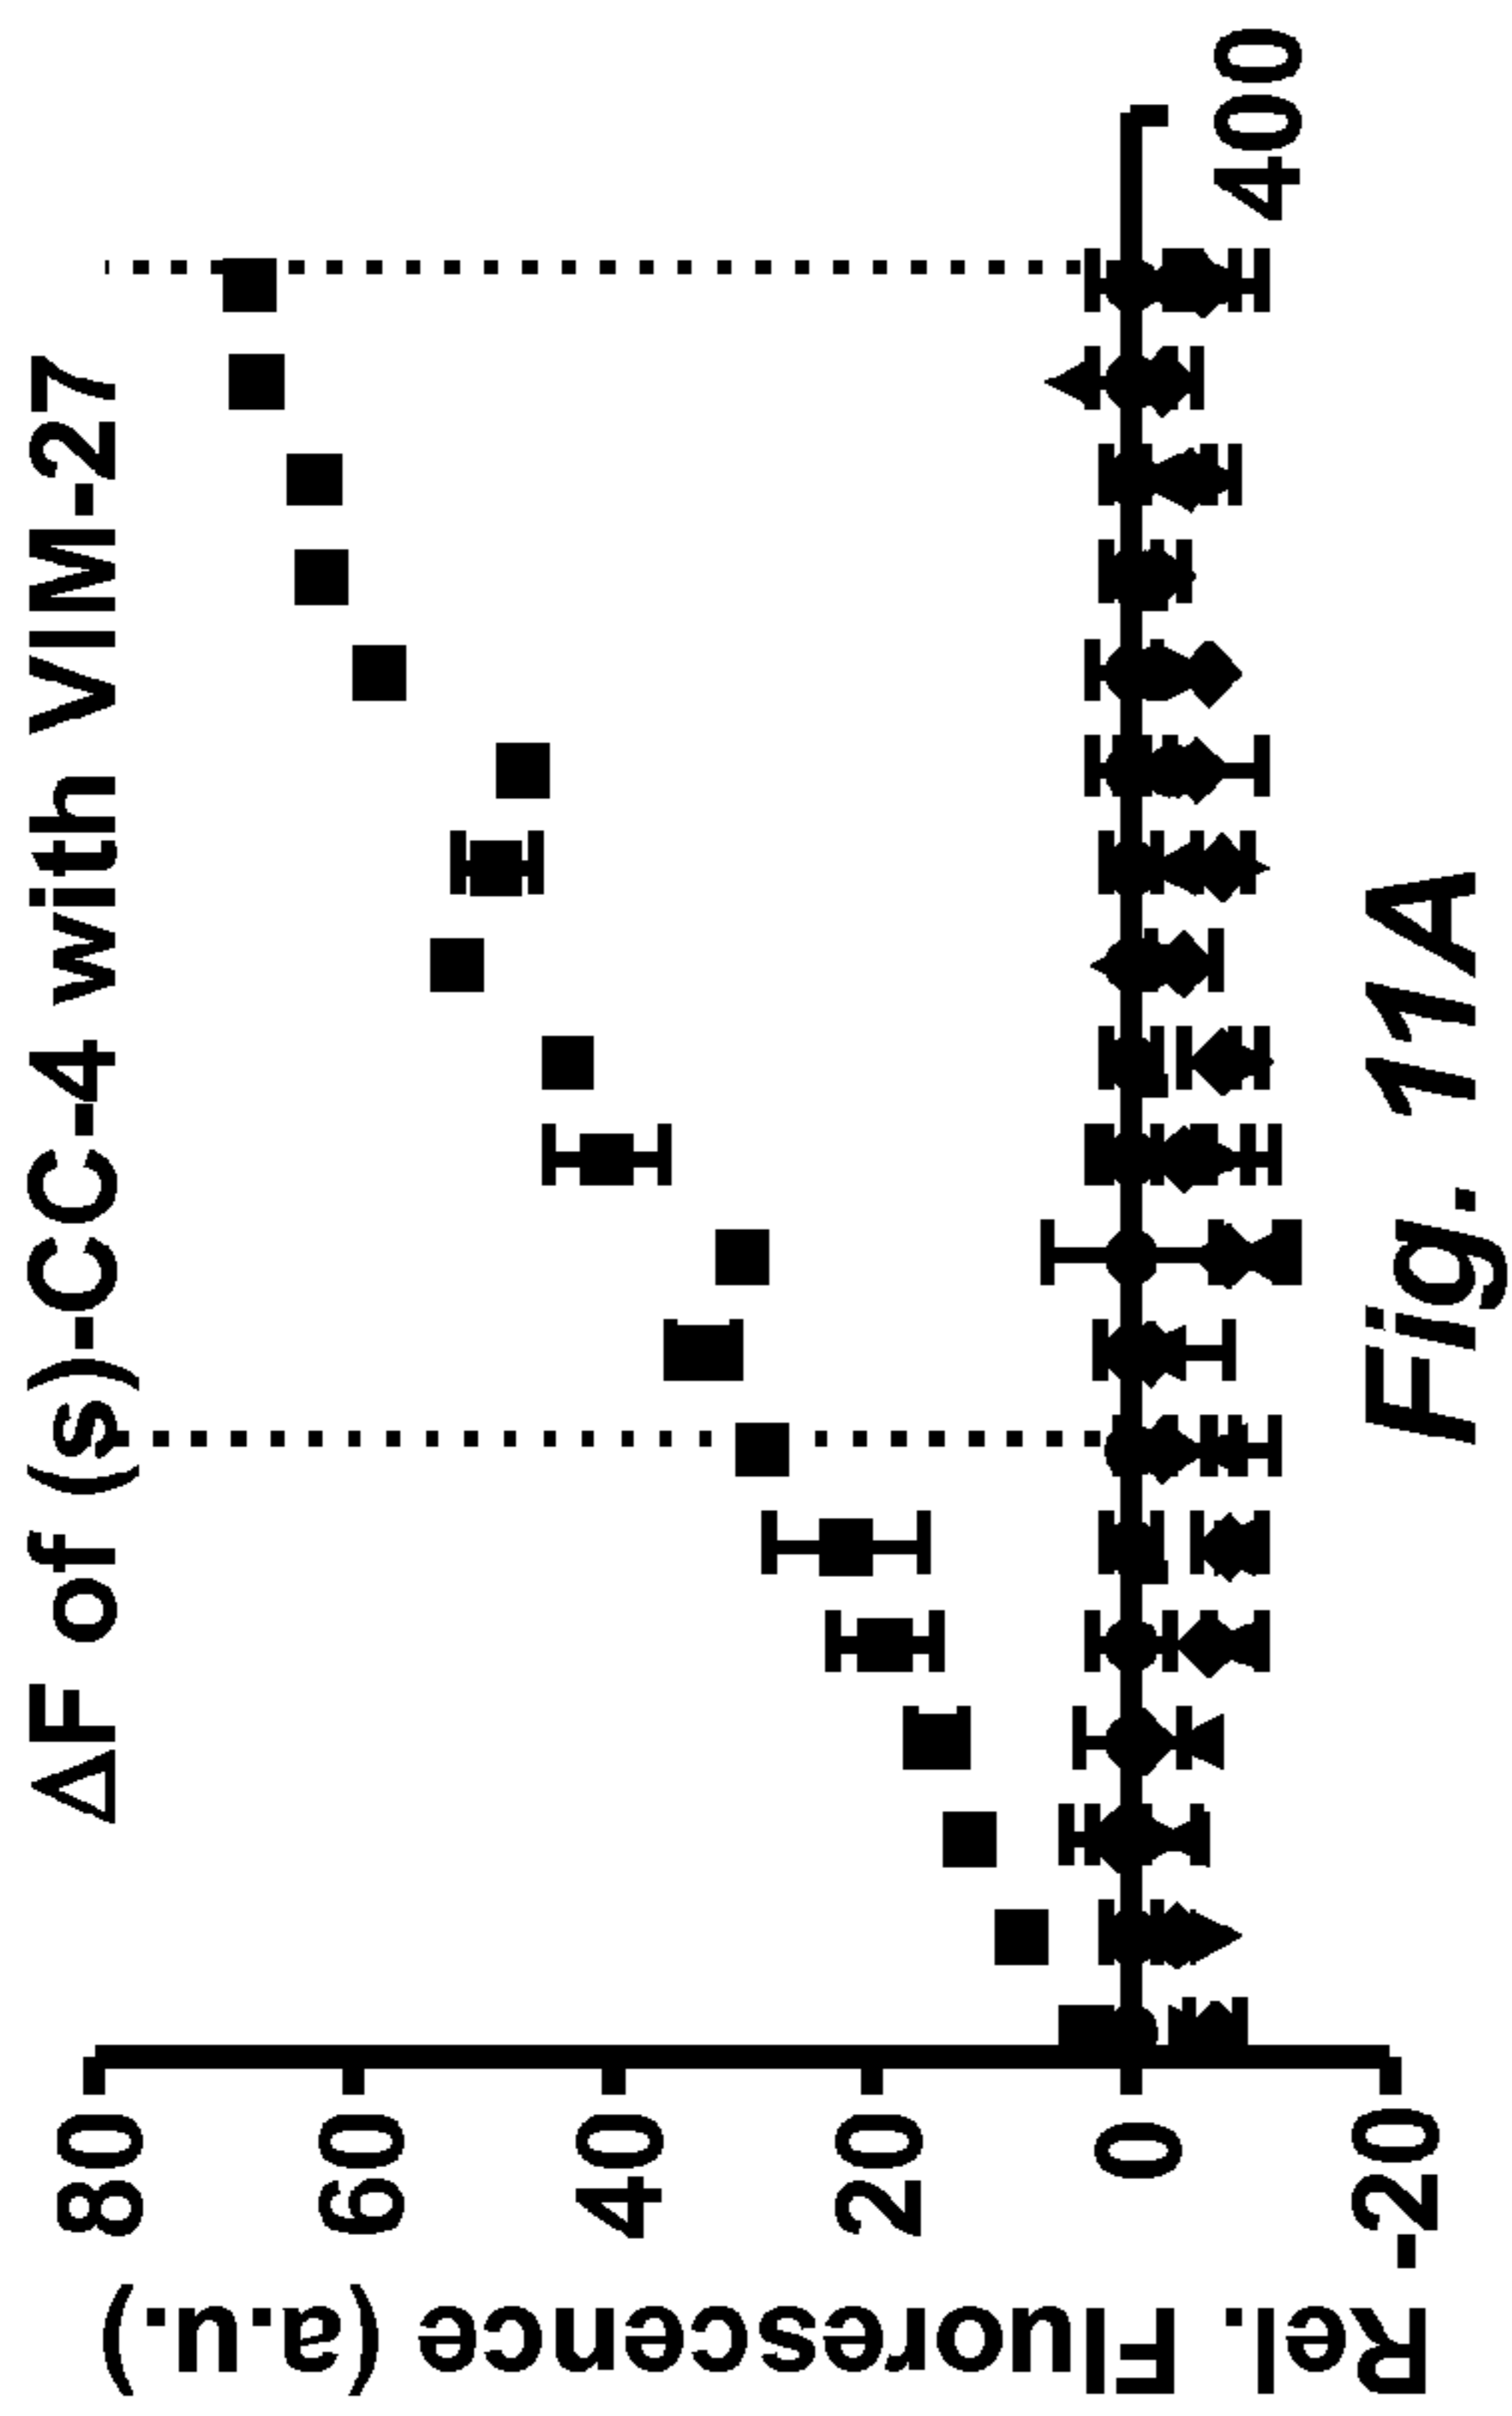 ΔF of (s)-CC-4 with VIM-27
Rel. Fluorescence (a.u.)
80
60
40
20
0
-20
400
Fig. 11A